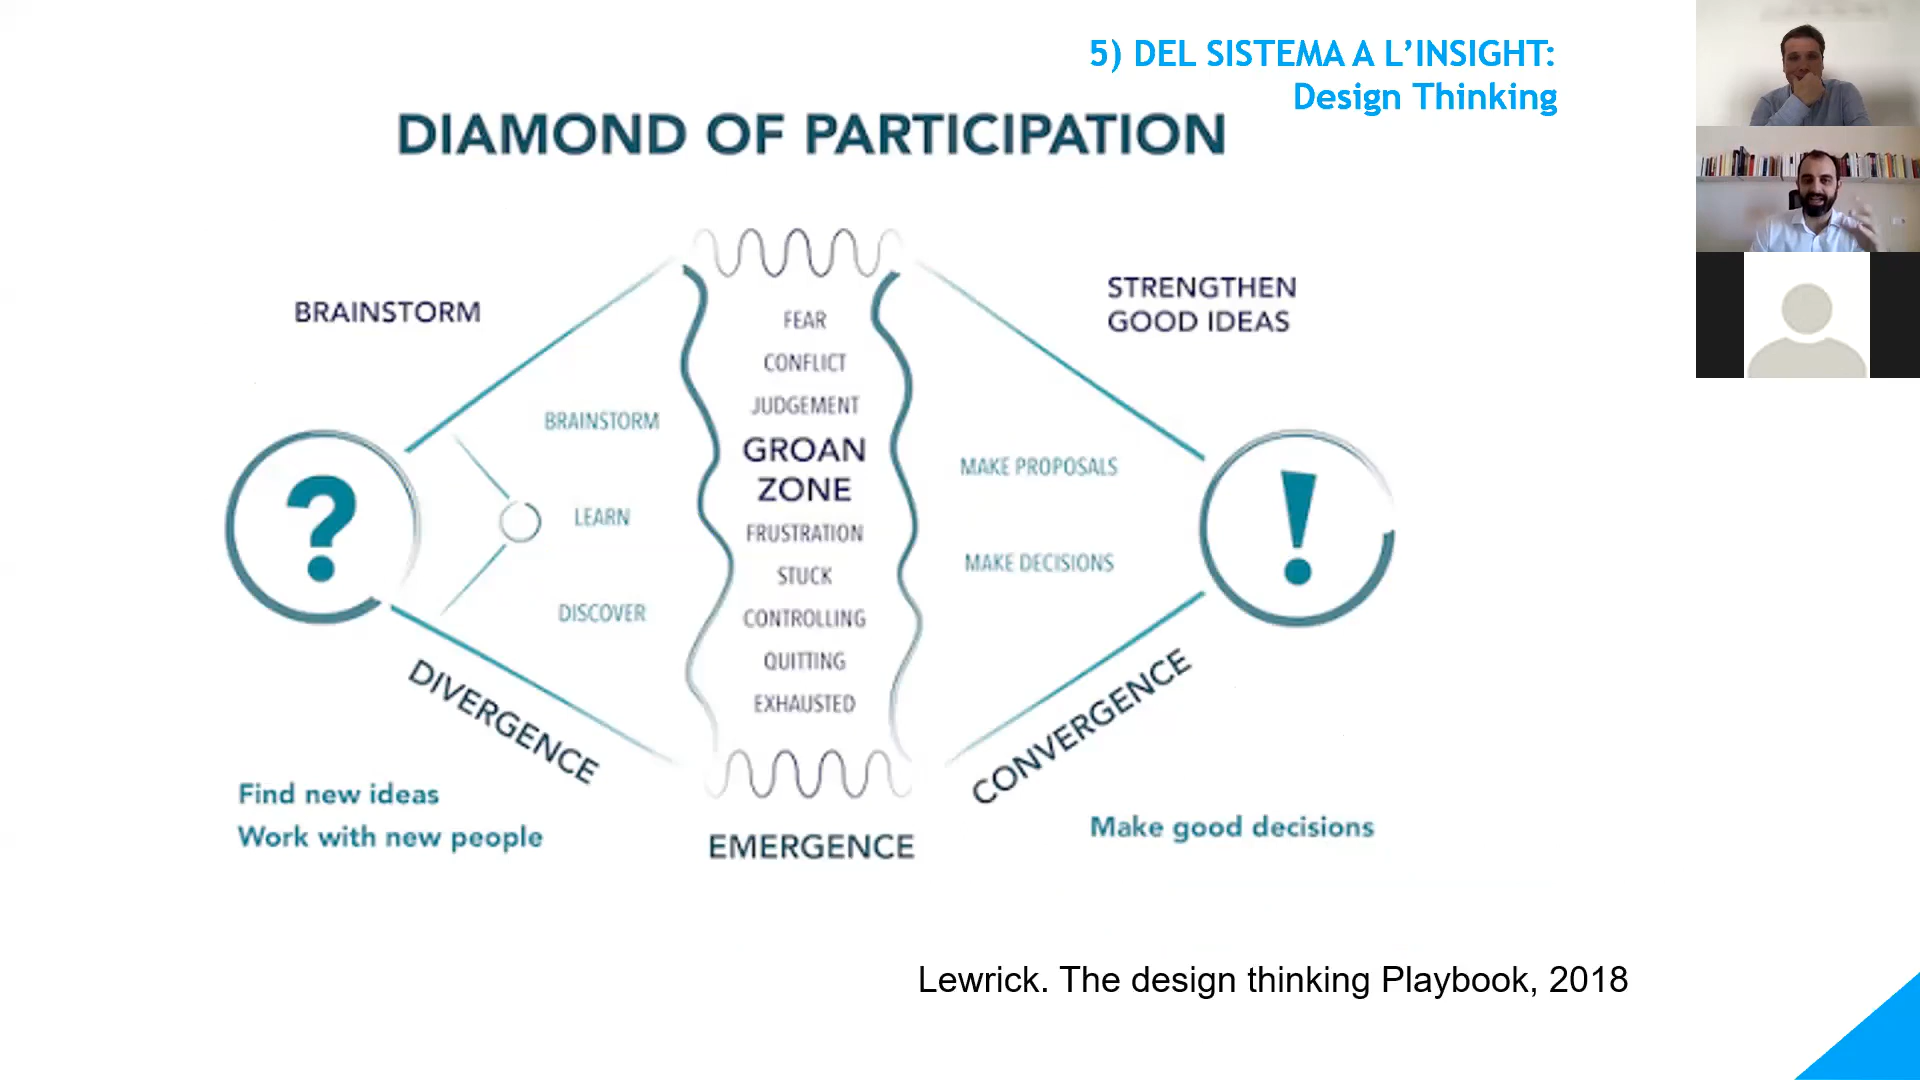 5) DEL SISTEMA A L’INSIGHT:
Design Thinking
DIAMOND OF PARTICIPATION
BRAINSTORM
STRENGTHEN
GOOD IDEAS
FEAR
CONFLICT
JUDGEMENT
GROAN
ZONE
FRUSTRATION
STUCK
CONTROLLING
QUITTING
EXHAUSTED
BRAINSTORM
LEARN
DISCOVER
MAKE PROPOSALS
MAKE DECISIONS
?
!
DIVERGENCE
CONVERGENCE
Find new ideas
Work with new people
EMERGENCE
Make good decisions
Lewrick. The design thinking Playbook, 2018